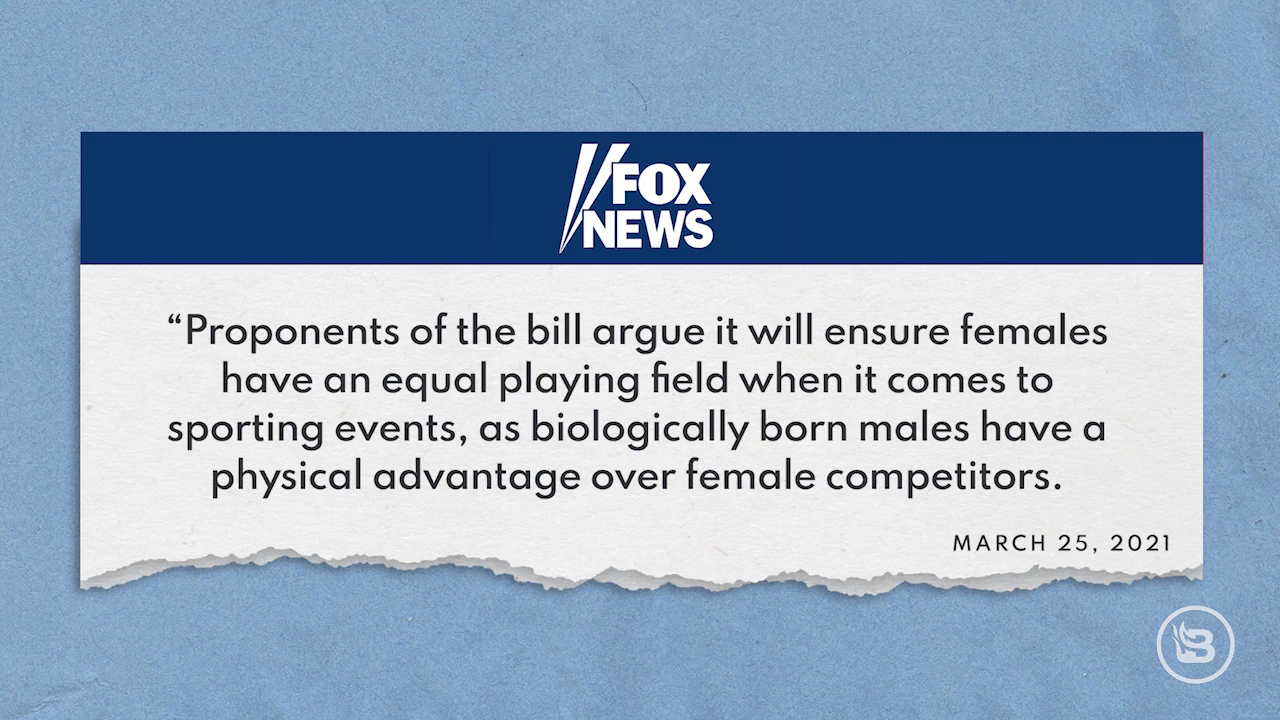 FOX
NEWS
“Proponents of the bill argue it will ensure females
have an equal playing field when it comes to
sporting events, as biologically born males have a
physical advantage over female competitors.
MARCH 25, 2021
B